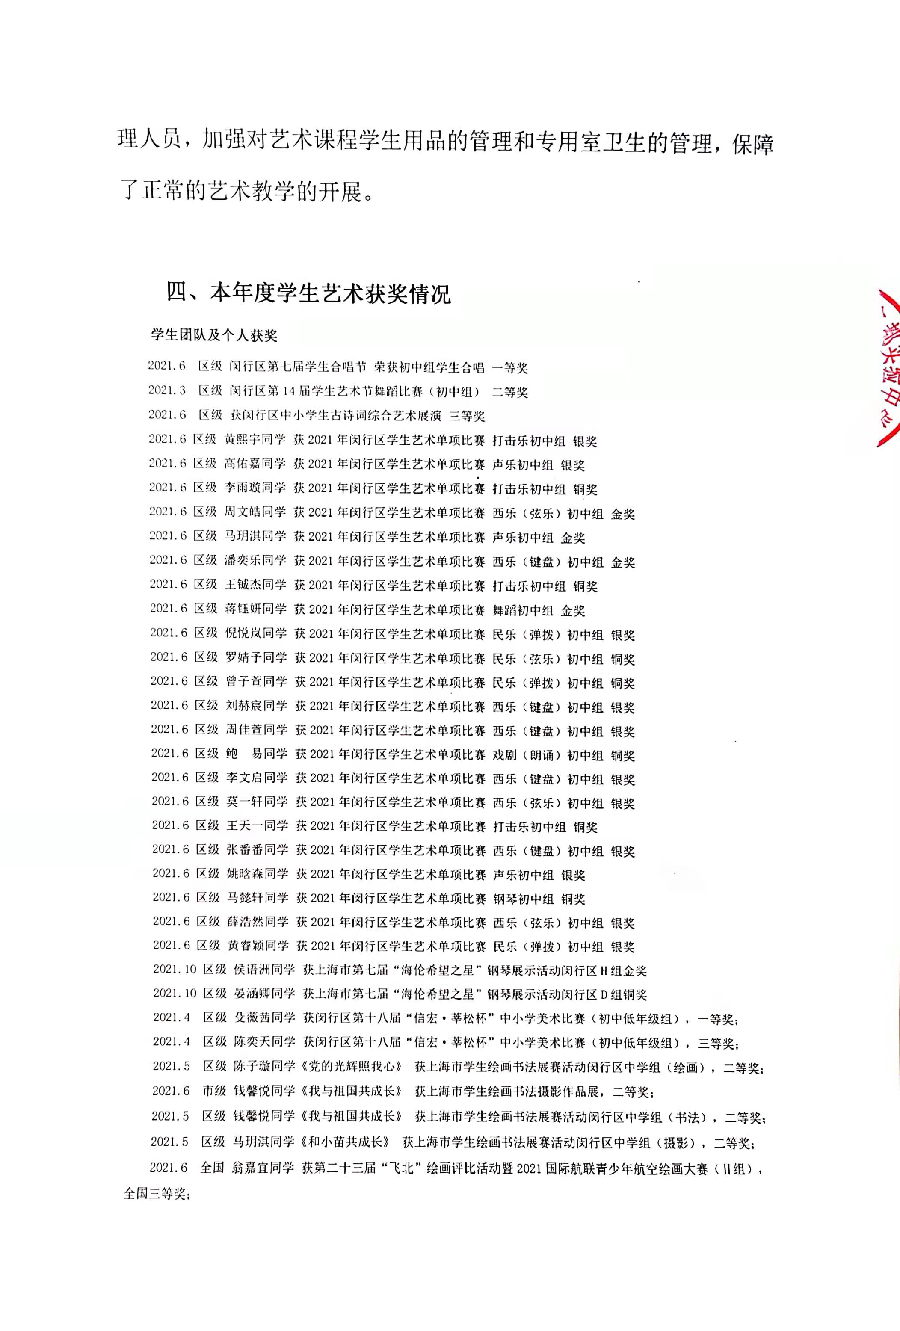 理人员，加强对艺术课程学生用品的管理和专用室卫生的管理，保障
了正常的艺术教学的开展。
四、本年度学生艺术获奖情况
学生团队及个人获奖
2021.6 区级 闵行区第七届学生合唱节 荣获初中组学生合唱 一等奖
2021.3 区级 闵行区第14届学生艺术节舞蹈比赛（初中组） 二等奖
2021.6 区级 获闵行区中小学生古诗词综合艺术展演 三等奖
2021.6 区级 黄熙宇同学 获2021年闵行区学生艺术单项比赛 打击乐初中组 银奖
2021.6 区级 高佑嘉同学 获2021年闵行区学生艺术单项比赛 声乐初中组 银奖
2021.6 区级 李雨璇同学 获2021年闵行区学生艺术单项比赛 打击乐初中组 铜奖
2021.6 区级 周文皓同学 获2021年闵行区学生艺术单项比赛 西乐（弦乐）初中组 金奖
2021.6 区级 马玥淇同学 获2021年闵行区学生艺术单项比赛 声乐初中组 金奖
2021.6 区级 潘奕乐同学 获2021年闵行区学生艺术单项比赛 西乐（键盘）初中组 金奖
2021.6 区级 王铖杰同学 获2021年闵行区学生艺术单项比赛 打击乐初中组 铜奖
2021.6 区级 蒋钰妍同学 获2021年闵行区学生艺术单项比赛 舞蹈初中组 金奖
2021.6 区级 倪悦岚同学 获2021年闵行区学生艺术单项比赛 民乐（弹拨）初中组 银奖
2021.6 区级 罗婧予同学 获2021年闵行区学生艺术单项比赛 民乐（弦乐）初中组 铜奖
2021.6 区级 曾子萱同学 获2021年闵行区学生艺术单项比赛 民乐（弹拨）初中组 铜奖
2021.6 区级 刘赫宸同学 获2021年闵行区学生艺术单项比赛 西乐（键盘）初中组 银奖
2021.6 区级 周佳萱同学 获2021年闵行区学生艺术单项比赛 西乐（键盘）初中组 银奖
2021.6 区级 鲍 易同学 获2021年闵行区学生艺术单项比赛 戏剧（朗诵）初中组 铜奖
2021.6 区级 李文启同学 获2021年闵行区学生艺术单项比赛 西乐（键盘）初中组 银奖
2021.6 区级 莫一轩同学 获2021年闵行区学生艺术单项比赛 西乐（弦乐）初中组 银奖
2021.6 区级 王天一同学 获2021年闵行区学生艺术单项比赛 打击乐初中组 铜奖
2021.6 区级 张番番同学 获2021年闵行区学生艺术单项比赛 西乐（键盘）初中组 银奖
2021.6 区级 姚晗森同学 获2021年闵行区学生艺术单项比赛 声乐初中组 银奖
2021.6 区级 马懿轩同学 获2021年闵行区学生艺术单项比赛 钢琴初中组 铜奖
2021.6 区级 薛浩然同学 获2021年闵行区学生艺术单项比赛 西乐（弦乐）初中组 银奖
2021.6 区级 黄睿颖同学 获2021年闵行区学生艺术单项比赛 民乐（弹拨）初中组 银奖
2021.10 区级 侯语洲同学 获上海市第七届“海伦希望之星”钢琴展示活动闵行区H组金奖
2021.10 区级 晏涵卿同学 获上海市第七届“海伦希望之星”钢琴展示活动闵行区D组铜奖
2021.4 区级 殳薇茜同学 获闵行区第十八届“信宏·莘松杯”中小学美术比赛（初中低年级组），一等奖；
2021.4 区级 陈奕天同学 获闵行区第十八届“信宏·莘松杯”中小学美术比赛（初中低年级组），三等奖；
2021.5 区级 陈子璇同学《党的光辉照我心》 获上海市学生绘画书法展赛活动闵行区中学组（绘画），二等奖；
2021.6 市级 钱馨悦同学《我与祖国共成长》 获上海市学生绘画书法摄影作品展，二等奖；
2021.5 区级 钱馨悦同学《我与祖国共成长》 获上海市学生绘画书法展赛活动闵行区中学组（书法），二等奖；
2021.5 区级 马玥淇同学《和小苗共成长》 获上海市学生绘画书法展赛活动闵行区中学组（摄影），二等奖；
2021.6 全国 翁嘉宜同学 获第二十三届“飞北”绘画评比活动暨2021国际航联青少年航空绘画大赛（II组），
全国三等奖；